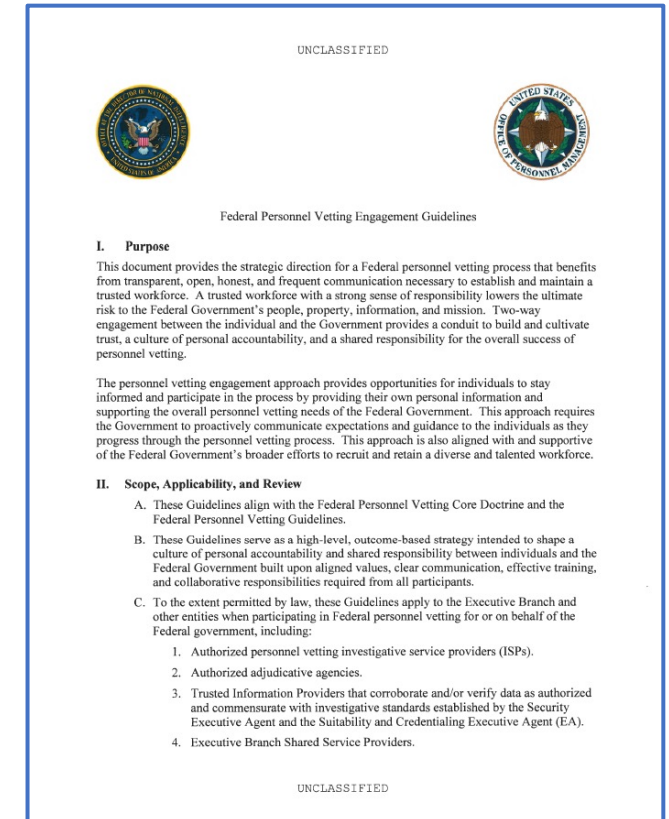 UNCLASSIFIED
OFFICE OF THE DIRECTOR OF NATIONAL INTELLIGENCE
UNITED STATES OF AMERICA
UNITED STATES
OFFICE OF PERSONNEL MANAGEMENT
Federal Personnel Vetting Engagement Guidelines
I. Purpose
This document provides the strategic direction for a Federal personnel vetting process that benefits
from transparent, open, honest, and frequent communication necessary to establish and maintain a
trusted workforce. A trusted workforce with a strong sense of responsibility lowers the ultimate
risk to the Federal Government's people, property, information, and mission. Two-way
engagement between the individual and the Government provides a conduit to build and cultivate
trust, a culture of personal accountability, and a shared responsibility for the overall success of
personnel vetting.
The personnel vetting engagement approach provides opportunities for individuals to stay
informed and participate in the process by providing their own personal information and
supporting the overall personnel vetting needs of the Federal Government. This approach requires
the Government to proactively communicate expectations and guidance to the individuals as they
progress through the personnel vetting process. This approach is also aligned with and supportive
of the Federal Government's broader efforts to recruit and retain a diverse and talented workforce.
II. Scope, Applicability, and Review
A. These Guidelines align with the Federal Personnel Vetting Core Doctrine and the
Federal Personnel Vetting Guidelines.
B. These Guidelines serve as a high-level, outcome-based strategy intended to shape a
culture of personal accountability and shared responsibility between individuals and the
Federal Government built upon aligned values, clear communication, effective training,
and collaborative responsibilities required from all participants.
C. To the extent permitted by law, these Guidelines apply to the Executive Branch and
other entities when participating in Federal personnel vetting for or on behalf of the
Federal government, including:
1. Authorized personnel vetting investigative service providers (ISPs).
2. Authorized adjudicative agencies.
3. Trusted Information Providers that corroborate and/or verify data as authorized
and commensurate with investigative standards established by the Security
Executive Agent and the Suitability and Credentialing Executive Agent (EA).
4. Executive Branch Shared Service Providers.
UNCLASSIFIED